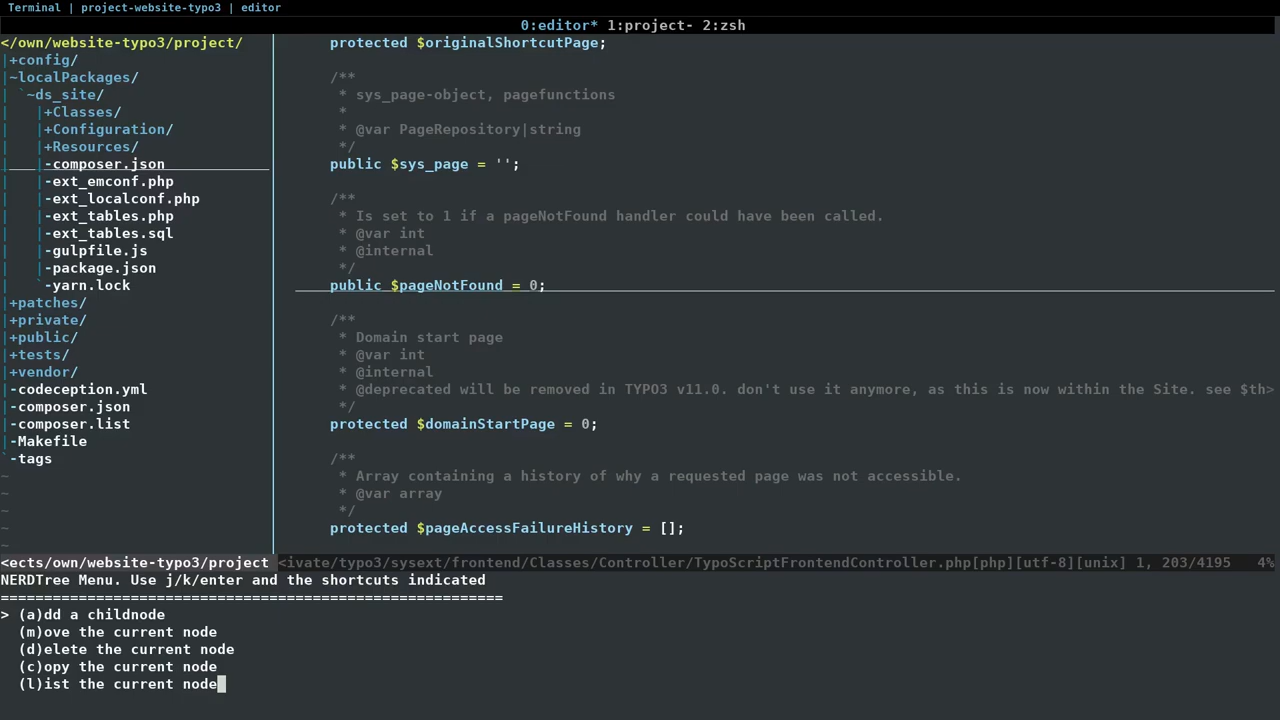 Terminal | project-website-typo3 | editor
0:editor* 1:project- 2:zsh
</own/website-typo3/project/
|+config/
|~localPackages/
| `~ds_site/
|   |+Classes/
|   |+Configuration/
|   |+Resources/
|   |-composer.json
|   |-ext_emconf.php
|   |-ext_localconf.php
|   |-ext_tables.php
|   |-ext_tables.sql
|   |-gulpfile.js
|   |-package.json
|   `-yarn.lock
|+patches/
|+private/
|+public/
|+tests/
|+vendor/
|-codeception.yml
|-composer.json
|-composer.list
|-Makefile
`-tags
~
~
~
~
~
protected $originalShortcutPage;
/**
 * sys_page-object, pagefunctions
 *
 * @var PageRepository|string
 */
public $sys_page = '';
/**
 * Is set to 1 if a pageNotFound handler could have been called.
 * @var int
 * @internal
 */
public $pageNotFound = 0;
/**
 * Domain start page
 * @var int
 * @internal
 * @deprecated will be removed in TYPO3 v11.0. don't use it anymore, as this is now within the Site. see $th>
 */
protected $domainStartPage = 0;
/**
 * Array containing a history of why a requested page was not accessible.
 * @var array
 */
protected $pageAccessFailureHistory = [];
<ects/own/website-typo3/project <ivate/typo3/sysext/frontend/Classes/Controller/TypoScriptFrontendController.php[php][utf-8][unix] 1, 203/4195 4%
NERDTree Menu. Use j/k/enter and the shortcuts indicated
==========================================================
> (a)dd a childnode
  (m)ove the current node
  (d)elete the current node
  (c)opy the current node
  (l)ist the current node